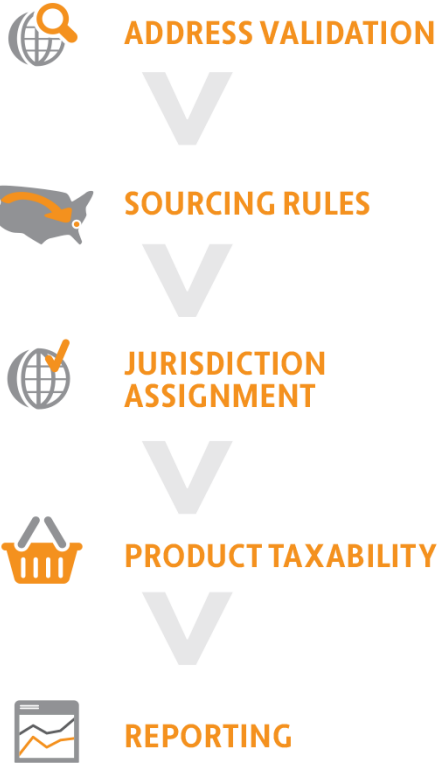 ADDRESS VALIDATION
SOURCING RULES
JURISDICTION
ASSIGNMENT
PRODUCT TAXABILITY
REPORTING